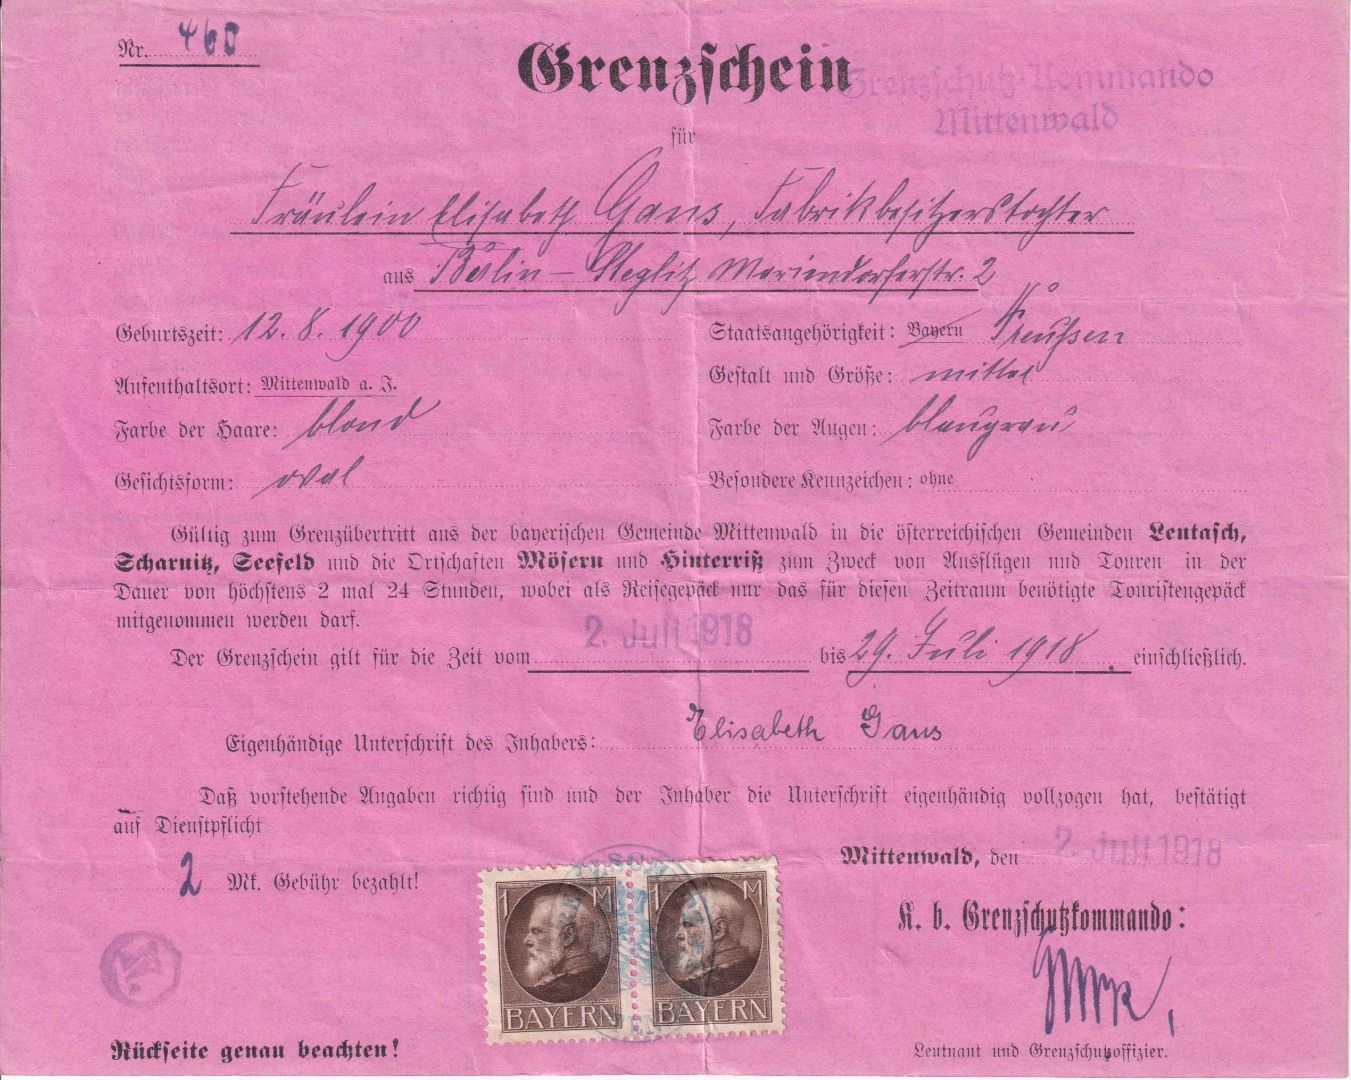 Nr. 460
Grenzschein
Grenzschutz-Kommando
Mittenwald
für
Fräulein Elisabeth Gans, Fabrikbesitzerstochter
aus Berlin - Steglitz Mariendorferstr. 2
Geburtszeit: 12.8.1900
Staatsangehörigkeit: Bayern Preußen
Aufenthaltsort: Mittenwald a. J.
Gestalt und Größe: mittel
Farbe der Haare: blond
Farbe der Augen: blaugrau
Gesichtsform: oval
Besondere Kennzeichen: ohne
Gültig zum Grenzübertritt aus der bayerischen Gemeinde Mittenwald in die österreichischen Gemeinden Leutasch,
Scharnitz, Seefeld und die Ortschaften Mösern und Hinterriß zum Zweck von Ausflügen und Touren in der
Dauer von höchstens 2 mal 24 Stunden, wobei als Reisegepäck nur das für diesen Zeitraum benötigte Touristengepäck
mitgenommen werden darf.
Der Grenzschein gilt für die Zeit vom 2. Juli 1918 bis 29. Juli 1918 einschließlich.
Eigenhändige Unterschrift des Inhabers: Elisabeth Gans
Daß vorstehende Angaben richtig sind und der Inhaber die Unterschrift eigenhändig vollzogen hat, bestätigt
auf Dienstpflicht
Mittenwald, den 2. Juli 1918
2 Mk. Gebühr bezahlt!
1 M
BAYERN
1 M
BAYERN
K. b. Grenzschutzkommando:
Leutnant und Grenzschutzoffizier.
Rückseite genau beachten!